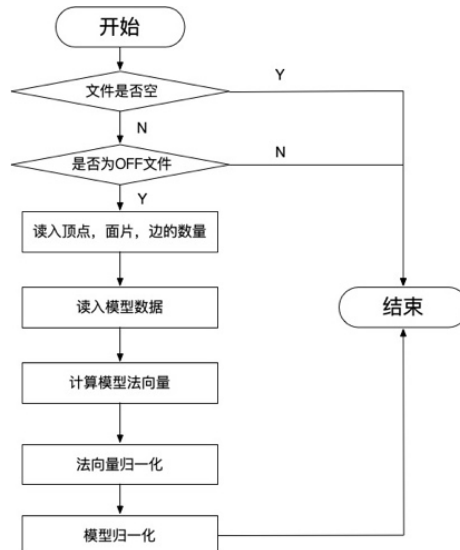 开始
文件是否空
Y
N
是否为OFF文件
N
Y
读入顶点，面片，边的数量
读入模型数据
结束
计算模型法向量
法向量归一化
模型归一化